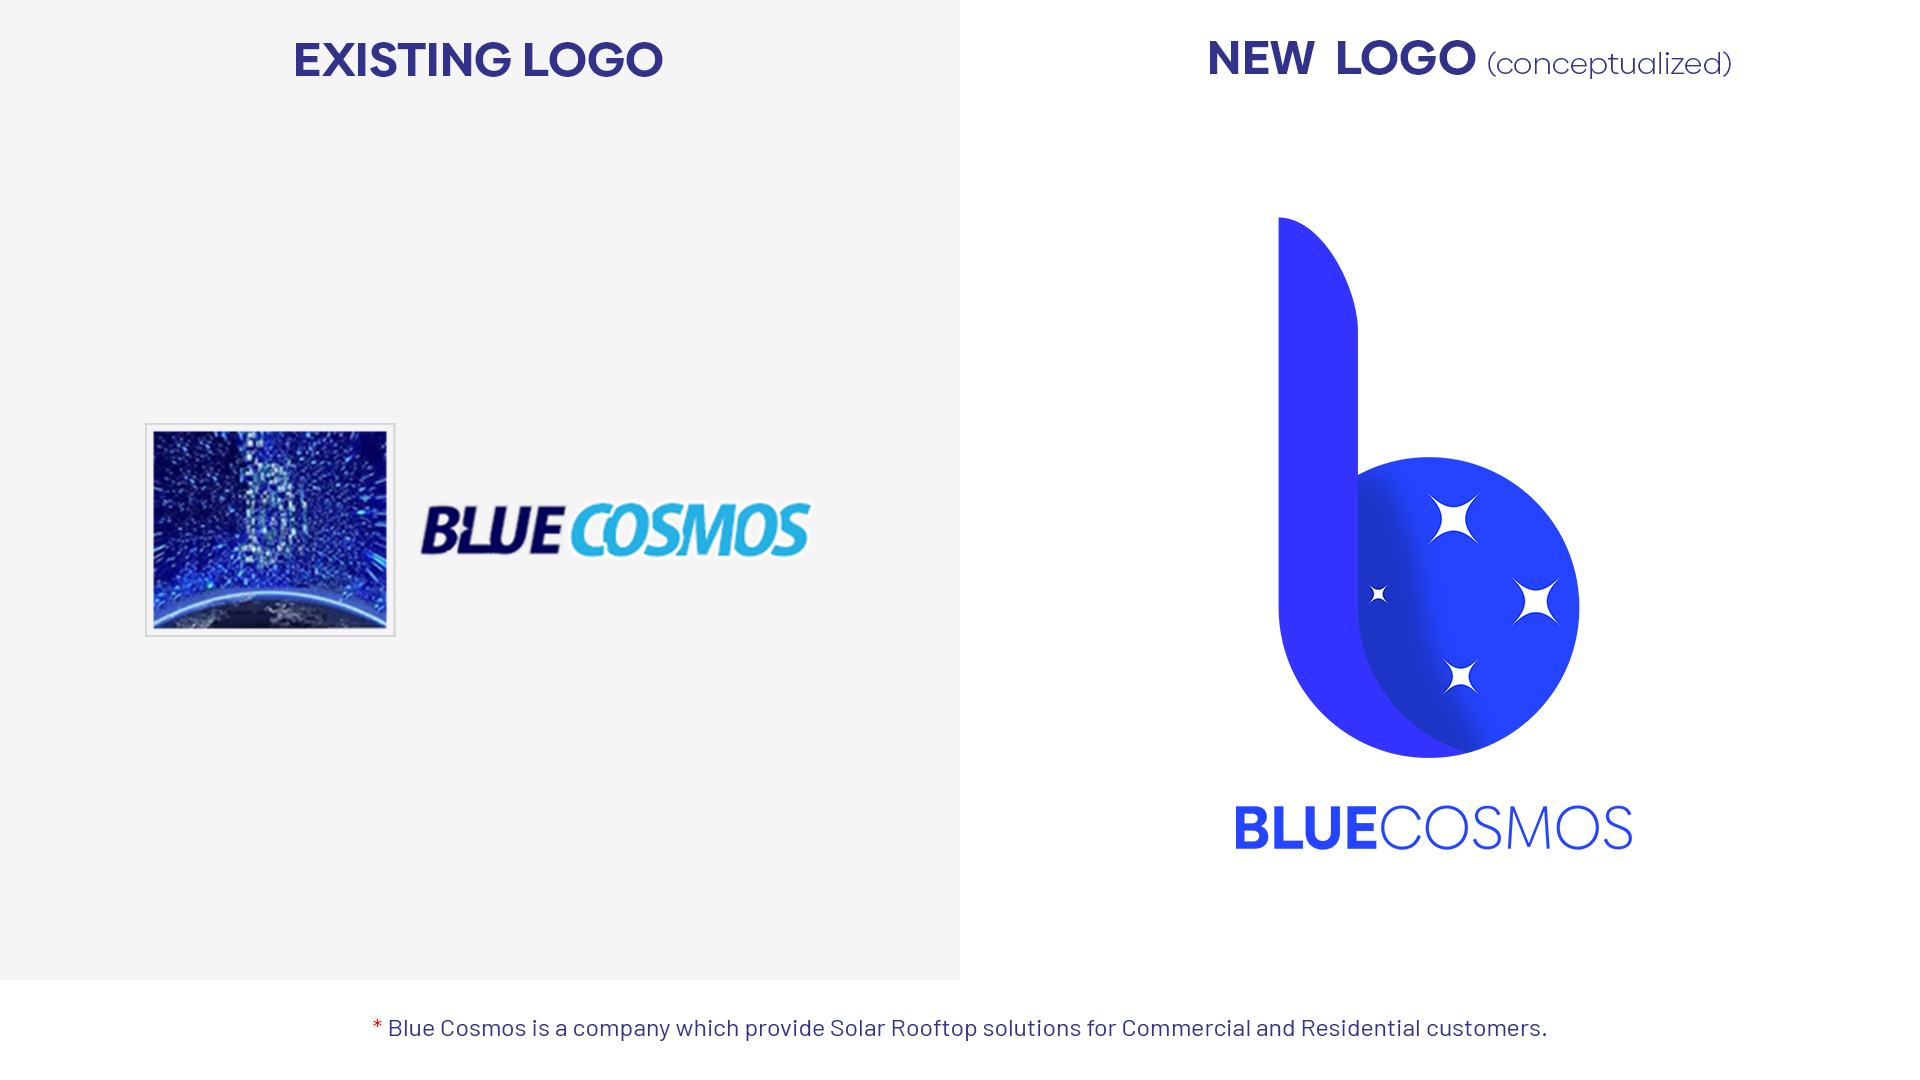 EXISTING LOGO
NEW LOGO (conceptualized)
BLUE COSMOS
b
BLUECOSMOS
* Blue Cosmos is a company which provide Solar Rooftop solutions for Commercial and Residential customers.